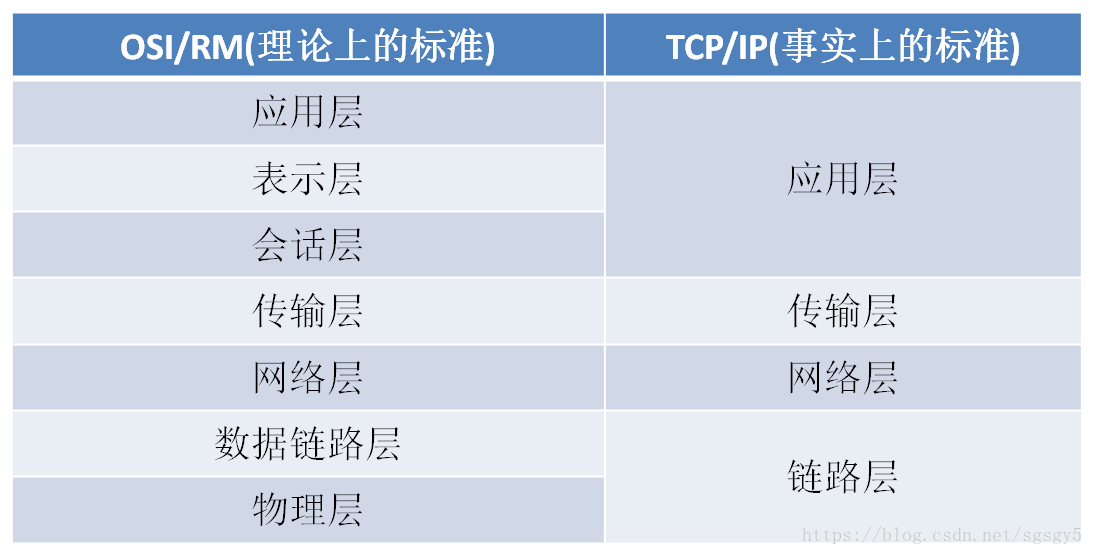 OSI/RM(理论上的标准) TCP/IP(事实上的标准)
应用层 应用层
表示层
会话层
传输层 传输层
网络层 网络层
数据链路层 链路层
物理层
https://blog.csdn.net/sgsgy5